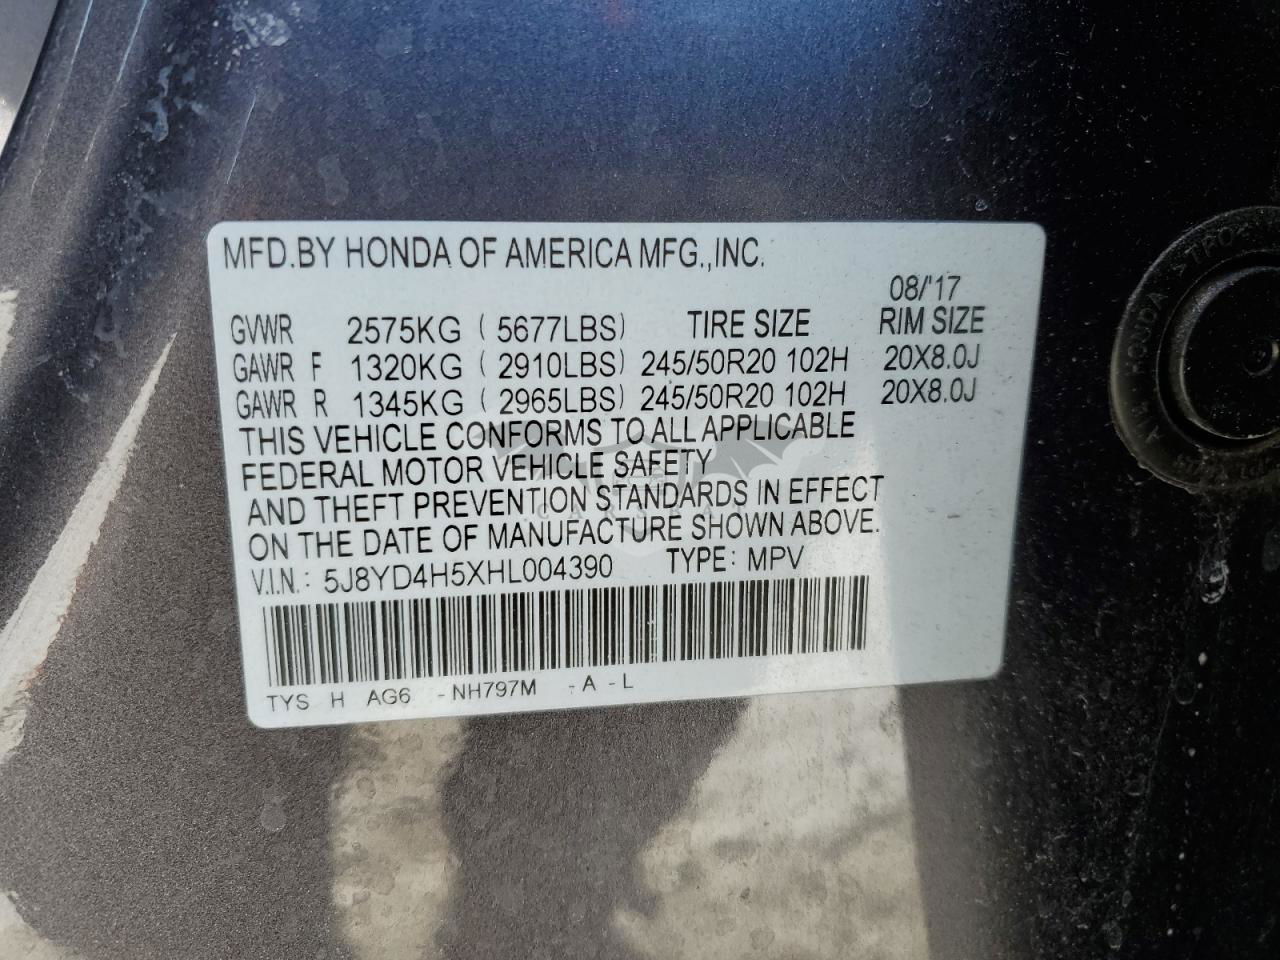 MFD.BY HONDA OF AMERICA MFG.,INC.
08/'17
GVWR 2575KG ( 5677LBS) TIRE SIZE RIM SIZE
GAWR F 1320KG ( 2910LBS) 245/50R20 102H 20X8.0J
GAWR R 1345KG ( 2965LBS) 245/50R20 102H 20X8.0J
THIS VEHICLE CONFORMS TO ALL APPLICABLE
FEDERAL MOTOR VEHICLE SAFETY
AND THEFT PREVENTION STANDARDS IN EFFECT
ON THE DATE OF MANUFACTURE SHOWN ABOVE.
V.I.N.: 5J8YD4H5XHL004390 TYPE: MPV
TYS H AG6 -NH797M -A -L
HONDA >TPO<